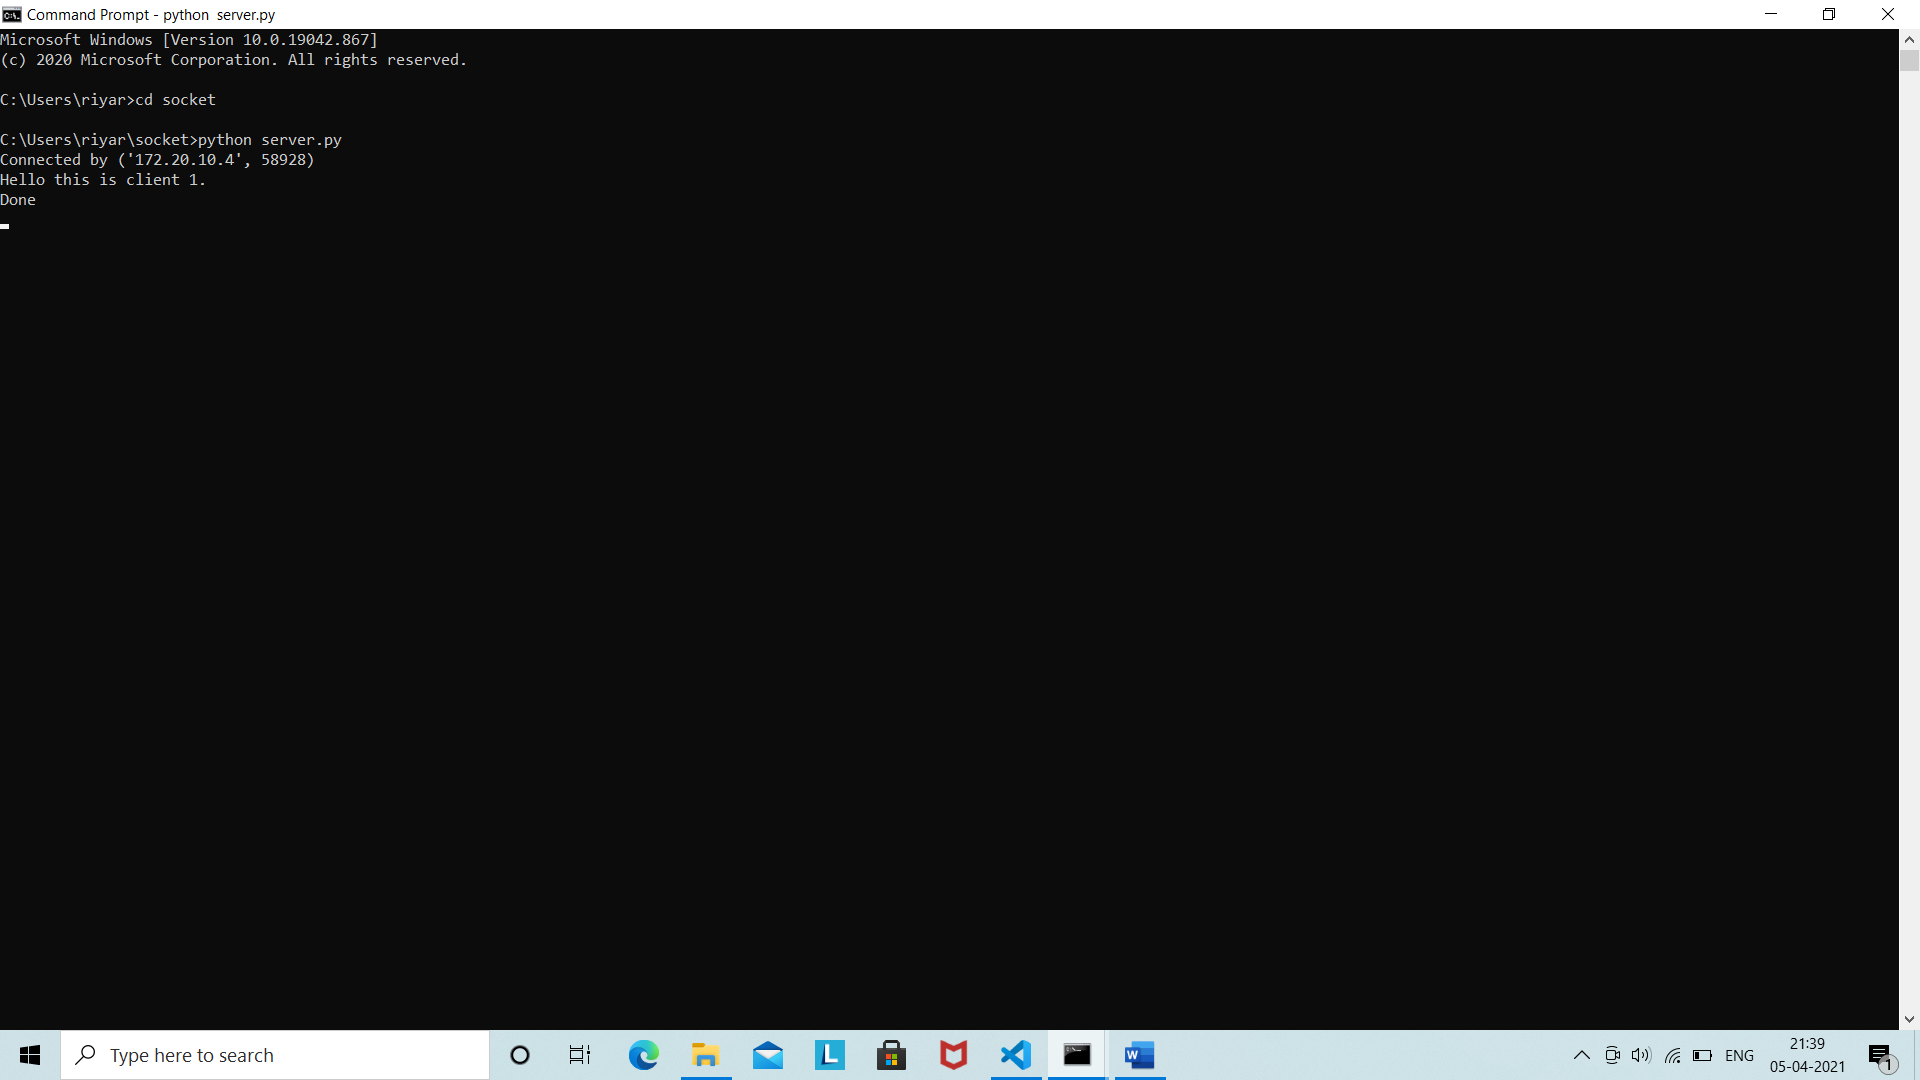 Command Prompt - python  server.py
Microsoft Windows [Version 10.0.19042.867]
(c) 2020 Microsoft Corporation. All rights reserved.
C:\Users\riyar>cd socket
C:\Users\riyar\socket>python server.py
Connected by ('172.20.10.4', 58928)
Hello this is client 1.
Done
Type here to search
L
W
ENG
21:39
05-04-2021
1